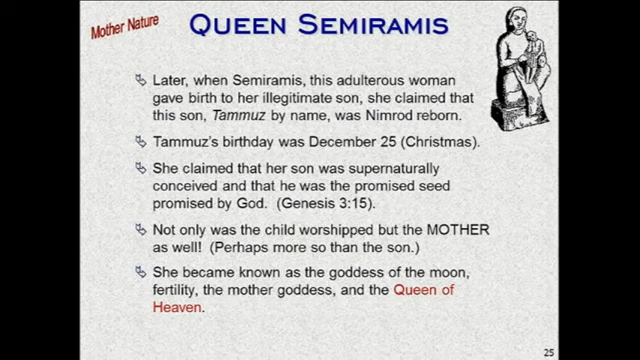 Mother Nature
QUEEN SEMIRAMIS
Later, when Semiramis, this adulterous woman
gave birth to her illegitimate son, she claimed that
this son, Tammuz by name, was Nimrod reborn.
Tammuz's birthday was December 25 (Christmas).
She claimed that her son was supernaturally
conceived and that he was the promised seed
promised by God. (Genesis 3:15).
Not only was the child worshipped but the MOTHER
as well! (Perhaps more so than the son.)
She became known as the goddess of the moon,
fertility, the mother goddess, and the Queen of
Heaven.
25